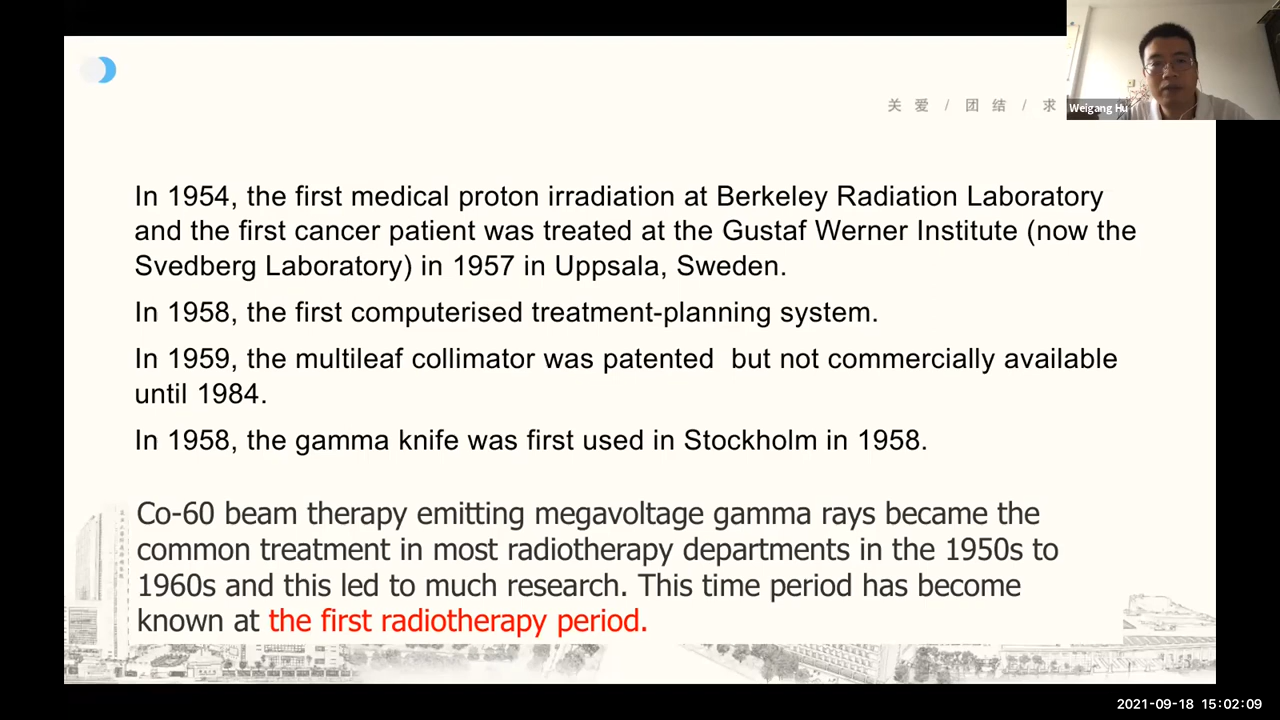 关 爱 / 团 结 / 求
Weigang Hu
In 1954, the first medical proton irradiation at Berkeley Radiation Laboratory
and the first cancer patient was treated at the Gustaf Werner Institute (now the
Svedberg Laboratory) in 1957 in Uppsala, Sweden.
In 1958, the first computerised treatment-planning system.
In 1959, the multileaf collimator was patented  but not commercially available
until 1984.
In 1958, the gamma knife was first used in Stockholm in 1958.
Co-60 beam therapy emitting megavoltage gamma rays became the
common treatment in most radiotherapy departments in the 1950s to
1960s and this led to much research. This time period has become
known at the first radiotherapy period.
2021-09-18 15:02:09